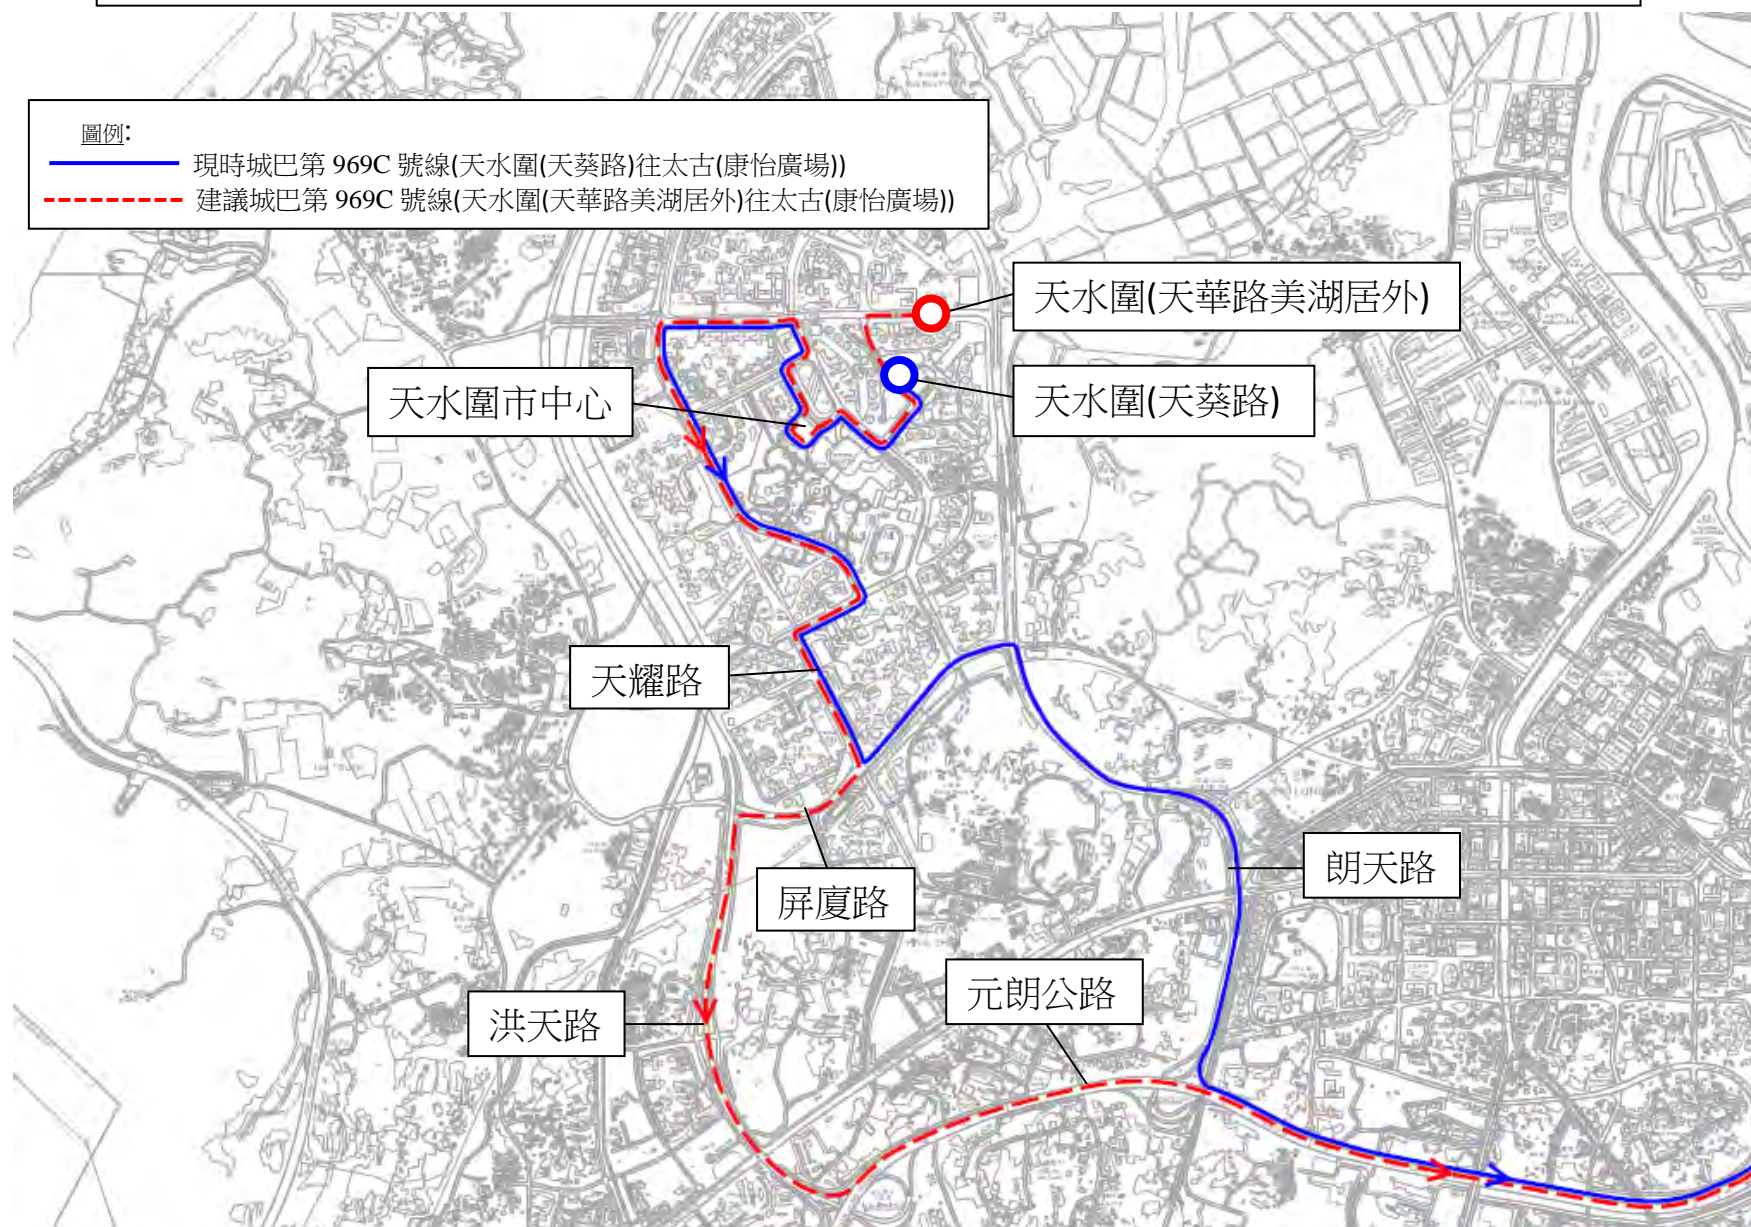 圖例:
現時城巴第 969C 號線(天水圍(天葵路)往太古(康怡廣場))
建議城巴第 969C 號線(天水圍(天華路美湖居外)往太古(康怡廣場))
天水圍(天華路美湖居外)
天水圍市中心
天水圍(天葵路)
天耀路
朗天路
屏廈路
元朗公路
洪天路